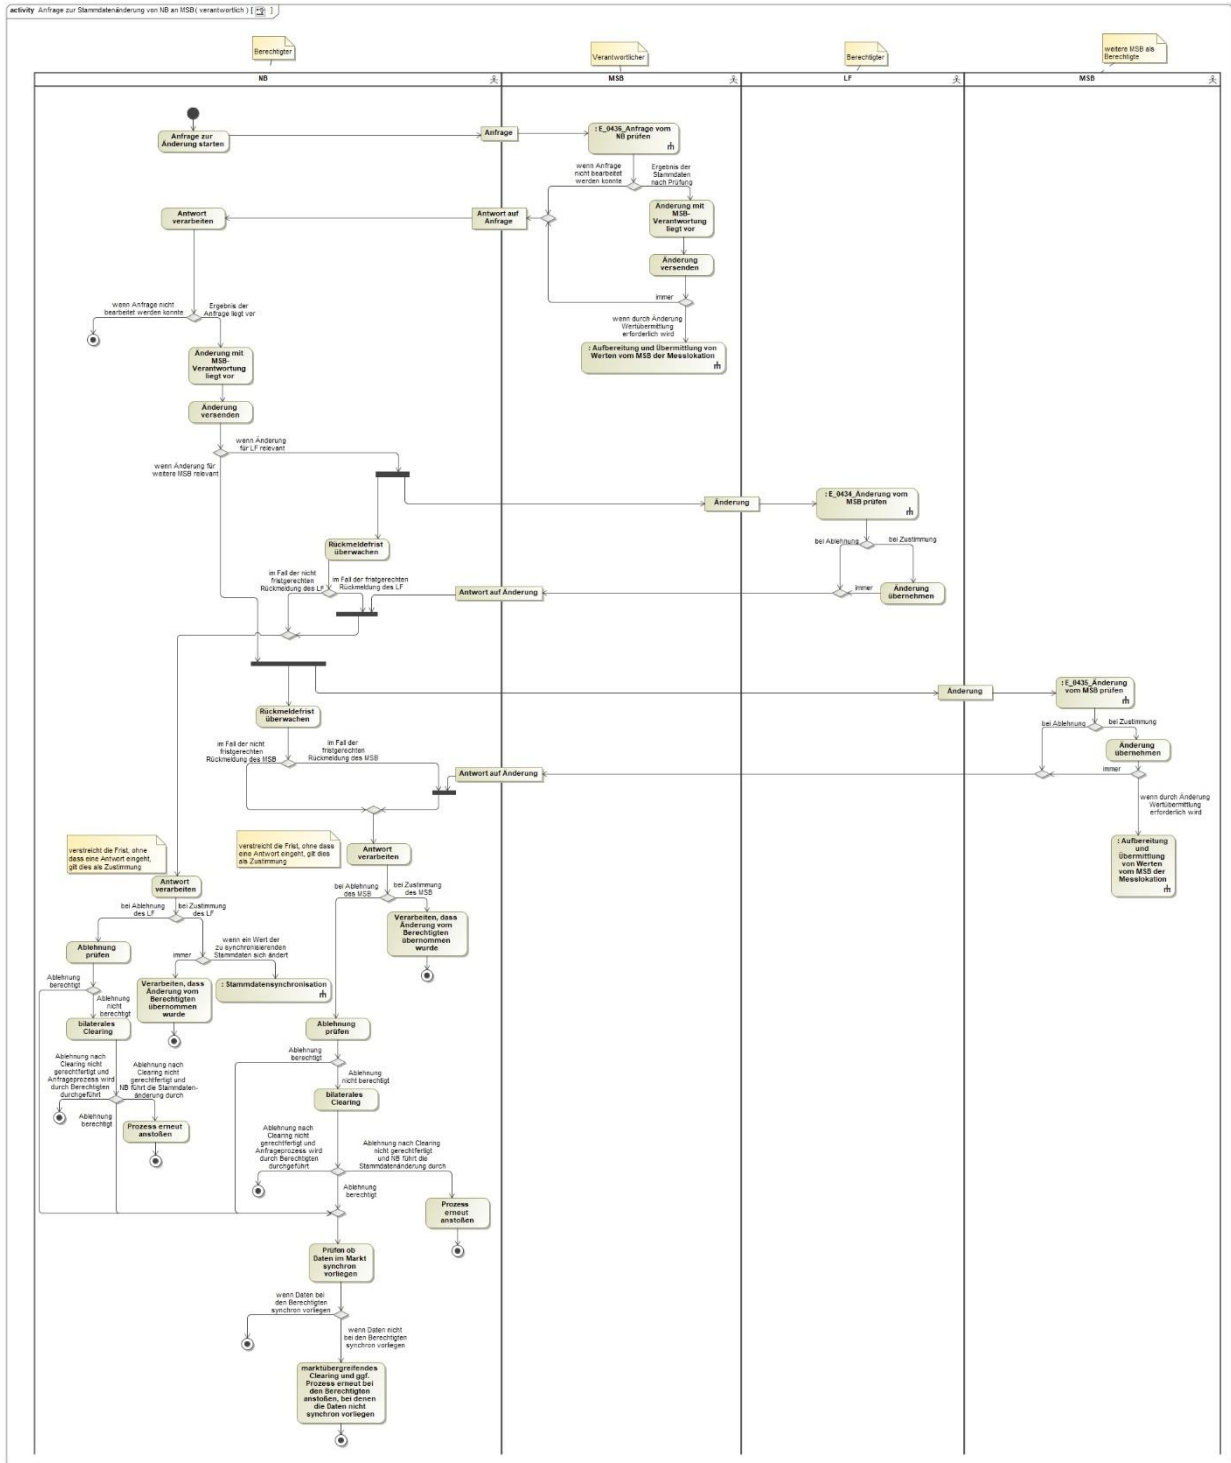 activity Anfrage zur Stammdatenänderung von NB an MSB( verantwortlich ) [ ]
Berechtigter
Verantwortlicher
Berechtigter
weitere MSB als
Berechtigte
NB
MSB
LF
MSB
Anfrage zur
Änderung starten
Anfrage
: E_0436_Anfrage vom
NB prüfen
wenn Anfrage
nicht bearbeitet
werden konnte
Ergebnis der
Stammdaten
nach Prüfung
Antwort
verarbeiten
Antwort auf
Anfrage
Änderung mit
MSB-
Verantwortung
liegt vor
Änderung
versenden
immer
wenn durch Änderung
Wertübermittlung
erforderlich wird
: Aufbereitung und Übermittlung von
Werten vom MSB der Messlokation
wenn Anfrage nicht
bearbeitet werden konnte
Ergebnis der
Anfrage liegt vor
Änderung mit
MSB-
Verantwortung
liegt vor
Änderung
versenden
wenn Änderung
für LF relevant
wenn Änderung für
weitere MSB relevant
Änderung
: E_0434_Änderung vom
MSB prüfen
bei Ablehnung
bei Zustimmung
Rückmeldefrist
überwachen
im Fall der nicht
fristgerechten
Rückmeldung des LF
im Fall der fristgerechten
Rückmeldung des LF
Antwort auf Änderung
immer
Änderung
übernehmen
Änderung
: E_0435_Änderung
vom MSB prüfen
Rückmeldefrist
überwachen
bei Ablehnung
bei Zustimmung
Änderung
übernehmen
im Fall der nicht
fristgerechten
Rückmeldung des MSB
im Fall der
fristgerechten
Rückmeldung des MSB
Antwort auf Änderung
immer
wenn durch Änderung
Wertübermittlung
erforderlich wird
: Aufbereitung
und
Übermittlung
von Werten
vom MSB der
Messlokation
verstreicht die Frist, ohne
dass eine Antwort eingeht,
gilt dies als Zustimmung
verstreicht die Frist, ohne dass
eine Antwort eingeht, gilt dies
als Zustimmung
Antwort
verarbeiten
Antwort
verarbeiten
bei Ablehnung
des MSB
bei Zustimmung
des MSB
bei Ablehnung
des LF
bei Zustimmung
des LF
Verarbeiten, dass
Änderung vom
Berechtigten
übernommen
wurde
Ablehnung
prüfen
wenn ein Wert der
zu synchronisierenden
Stammdaten sich ändert
immer
Ablehnung
berechtigt
Ablehnung
nicht
berechtigt
Verarbeiten, dass
Änderung vom
Berechtigten
übernommen
wurde
: Stammdatensynchronisation
bilaterales
Clearing
Ablehnung
prüfen
Ablehnung
berechtigt
Ablehnung
nicht berechtigt
Ablehnung nach
Clearing nicht
gerechtfertigt und
Anfrageprozess wird
durch Berechtigten
durchgeführt
Ablehnung nach
Clearing nicht
gerechtfertigt und
NB führt die Stammdaten-
änderung durch
Ablehnung
berechtigt
Prozess erneut
anstoßen
bilaterales
Clearing
Ablehnung nach
Clearing nicht
gerechtfertigt und
Anfrageprozess wird
durch Berechtigten
durchgeführt
Ablehnung nach Clearing
nicht gerechtfertigt
und NB führt die
Stammdatenänderung durch
Ablehnung
berechtigt
Prozess
erneut
anstoßen
Prüfen ob
Daten im Markt
synchron
vorliegen
wenn Daten bei
den Berechtigten
synchron vorliegen
wenn Daten nicht
bei den Berechtigten
synchron vorliegen
marktübergreifendes
Clearing und ggf.
Prozess erneut bei
den Berechtigten
anstoßen, bei denen
die Daten nicht
synchron vorliegen